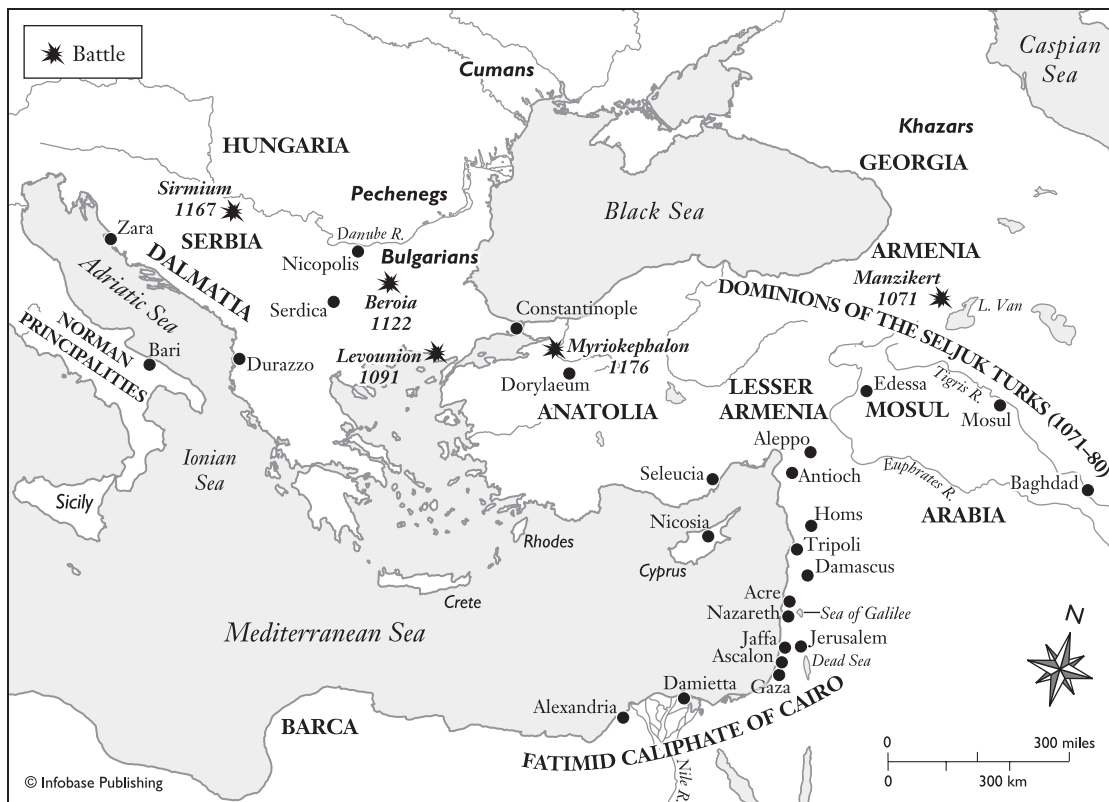 Battle
Caspian
Sea
Cumans
Khazars
HUNGARIA
GEORGIA
Sirmium
1167
Pechenegs
Black Sea
Zara
SERBIA
Danube R.
ARMENIA
Nicopolis
Bulgarians
Manzikert
1071
DALMATIA
Adriatic Sea
L. Van
Serdica
Beroia
1122
Constantinople
DOMINIONS OF THE SELJUK TURKS (1071–80)
NORMAN
PRINCIPALITIES
Bari
Durazzo
Levounion
1091
Myriokephalon
1176
Dorylaeum
ANATOLIA
LESSER
ARMENIA
Edessa
Tigris R.
MOSUL
Mosul
Ionian
Sea
Aleppo
Antioch
Seleucia
Euphrates R.
Baghdad
Sicily
ARABIA
Homs
Nicosia
Rhodes
Tripoli
Cyprus
Damascus
Crete
Acre
Nazareth
Sea of Galilee
N
Mediterranean Sea
Jaffa
Jerusalem
Ascalon
Dead Sea
Gaza
Damietta
Alexandria
BARCA
FATIMID CALIPHATE OF CAIRO
Nile R.
0 300 miles
0 300 km
© Infobase Publishing